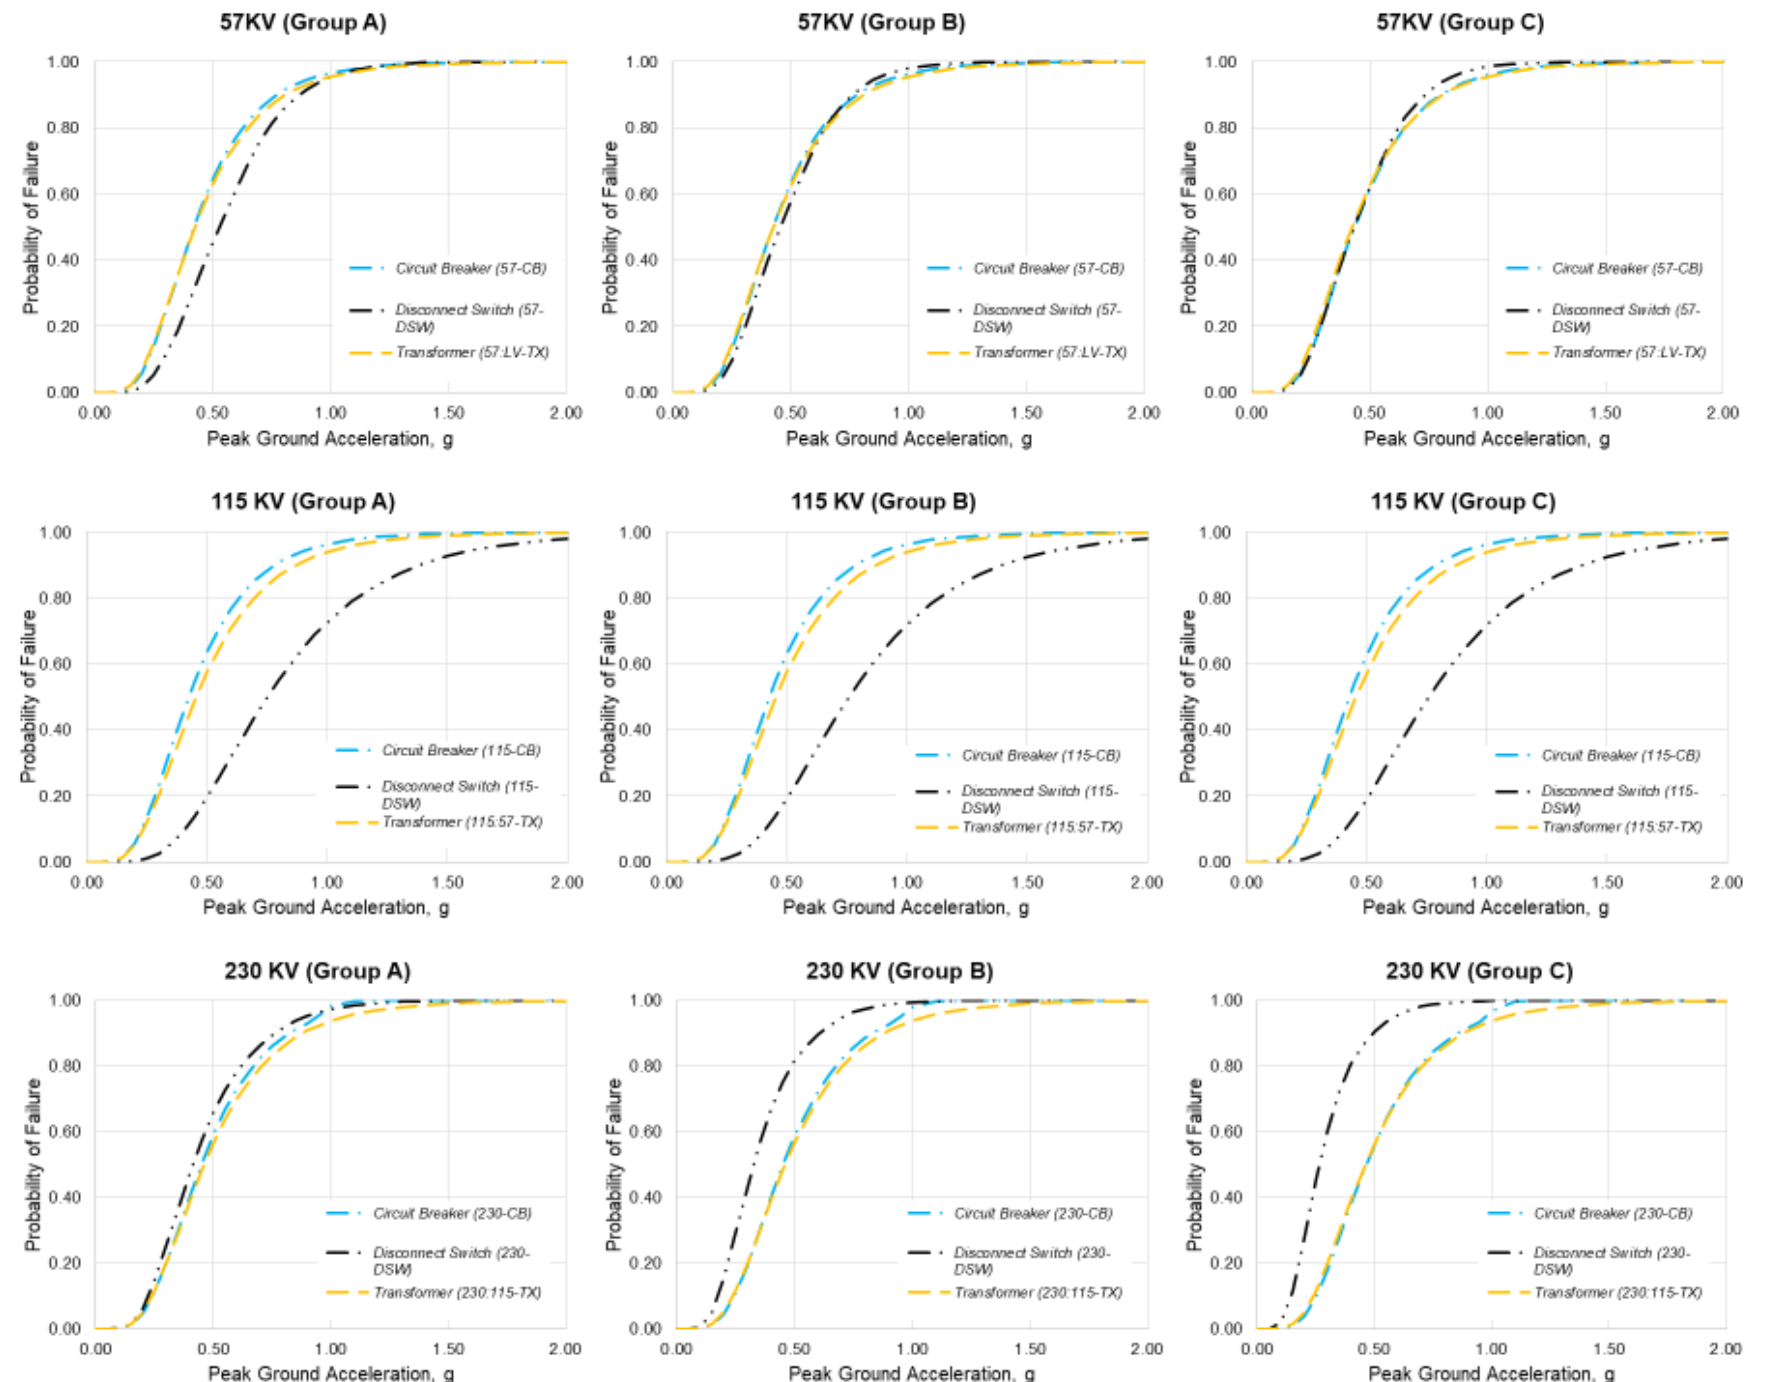 57KV (Group A)
Probability of Failure
1.00
0.80
0.60
0.40
0.20
0.00
Circuit Breaker (57-CB)
Disconnect Switch (57-
DSW)
Transformer (57:LV-TX)
0.00 0.50 1.00 1.50 2.00
Peak Ground Acceleration, g
57KV (Group B)
Probability of Failure
1.00
0.80
0.60
0.40
0.20
0.00
Circuit Breaker (57-CB)
Disconnect Switch (57-
DSW)
Transformer (57:LV-TX)
0.00 0.50 1.00 1.50 2.00
Peak Ground Acceleration, g
57KV (Group C)
Probability of Failure
1.00
0.80
0.60
0.40
0.20
0.00
Circuit Breaker (57-CB)
Disconnect Switch (57-
DSW)
Transformer (57:LV-TX)
0.00 0.50 1.00 1.50 2.00
Peak Ground Acceleration, g
115 KV (Group A)
Probability of Failure
1.00
0.80
0.60
0.40
0.20
0.00
Circuit Breaker (115-CB)
Disconnect Switch (115-
DSW)
Transformer (115:57-TX)
0.00 0.50 1.00 1.50 2.00
Peak Ground Acceleration, g
115 KV (Group B)
Probability of Failure
1.00
0.80
0.60
0.40
0.20
0.00
Circuit Breaker (115-CB)
Disconnect Switch (115-
DSW)
Transformer (115:57-TX)
0.00 0.50 1.00 1.50 2.00
Peak Ground Acceleration, g
115 KV (Group C)
Probability of Failure
1.00
0.80
0.60
0.40
0.20
0.00
Circuit Breaker (115-CB)
Disconnect Switch (115-
DSW)
Transformer (115:57-TX)
0.00 0.50 1.00 1.50 2.00
Peak Ground Acceleration, g
230 KV (Group A)
Probability of Failure
1.00
0.80
0.60
0.40
0.20
0.00
Circuit Breaker (230-CB)
Disconnect Switch (230-
DSW)
Transformer (230:115-TX)
0.00 0.50 1.00 1.50 2.00
Peak Ground Acceleration, g
230 KV (Group B)
Probability of Failure
1.00
0.80
0.60
0.40
0.20
0.00
Circuit Breaker (230-CB)
Disconnect Switch (230-
DSW)
Transformer (230:115-TX)
0.00 0.50 1.00 1.50 2.00
Peak Ground Acceleration, g
230 KV (Group C)
Probability of Failure
1.00
0.80
0.60
0.40
0.20
0.00
Circuit Breaker (230-CB)
Disconnect Switch (230-
DSW)
Transformer (230:115-TX)
0.00 0.50 1.00 1.50 2.00
Peak Ground Acceleration, g